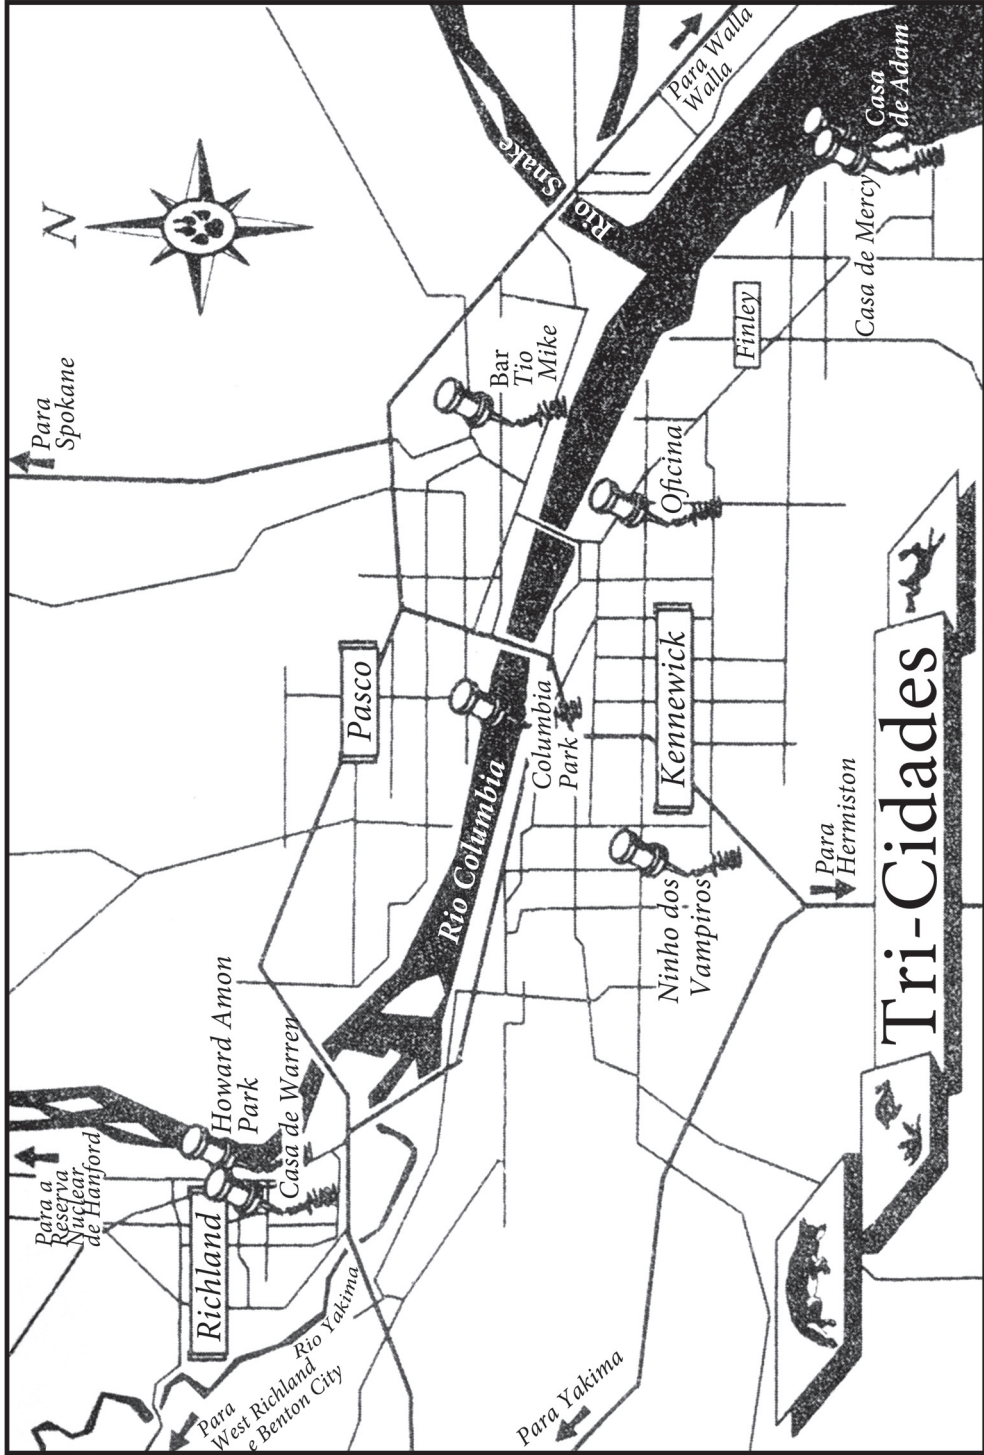 N
Para
Spokane
Para a
Reserva
Nuclear
de Hanford
Howard Amon
Park
Casa de Warren
Richland
Rio Yakima
Para
West Richland
e Benton City
Para Yakima
Pasco
Rio Columbia
Columbia
Park
Kennewick
Ninho dos
Vampiros
Para
Hermiston
Bar
Tio
Mike
Oficina
Finley
Rio
Snake
Para Walla
Walla
Casa de Mercy
Casa
de Adam
Tri-Cidades